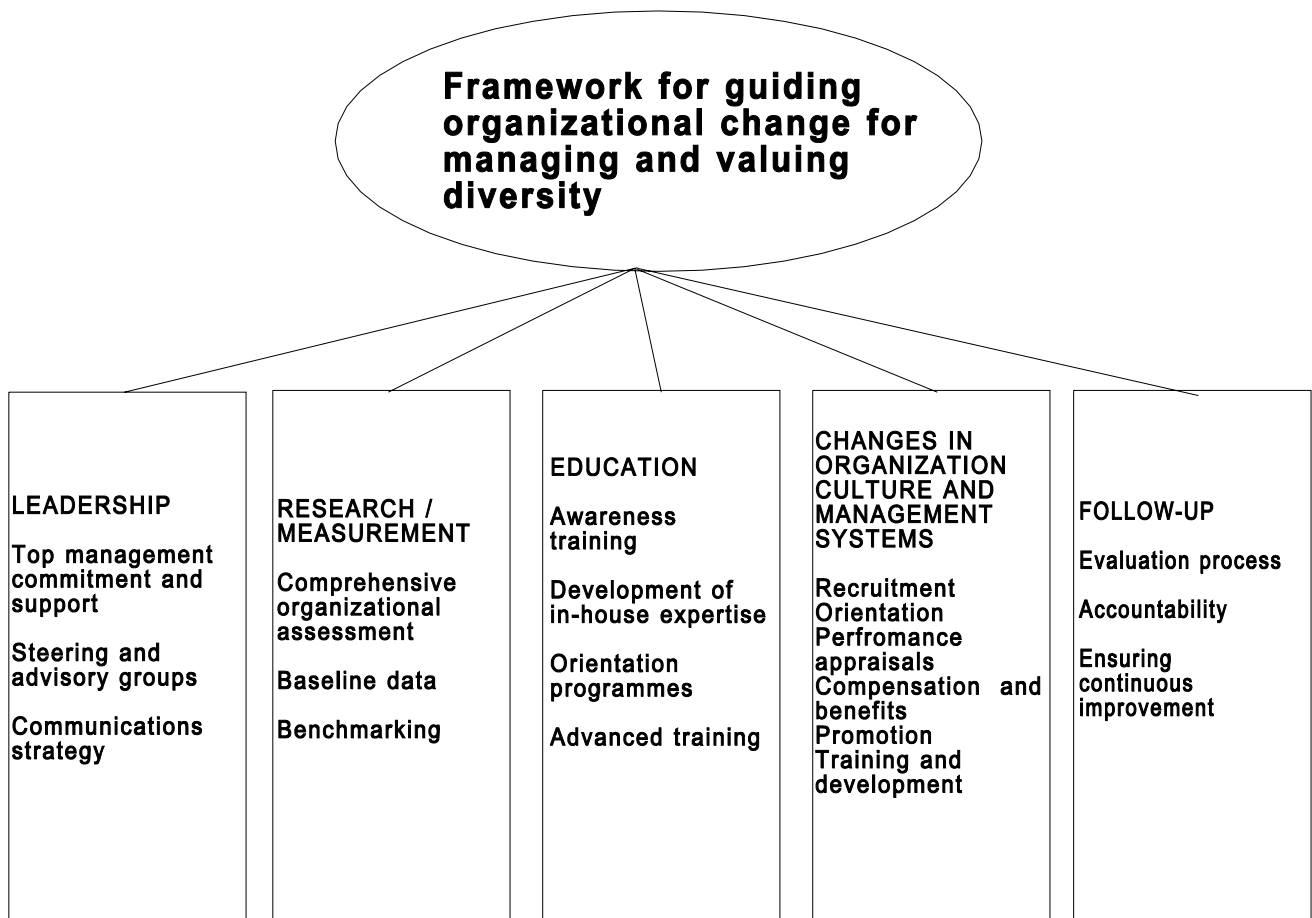 Framework for guiding
organizational change for
managing and valuing
diversity
LEADERSHIP
Top management
commitment and
support
Steering and
advisory groups
Communications
strategy
RESEARCH /
MEASUREMENT
Comprehensive
organizational
assessment
Baseline data
Benchmarking
EDUCATION
Awareness
training
Development of
in-house expertise
Orientation
programmes
Advanced training
CHANGES IN
ORGANIZATION
CULTURE AND
MANAGEMENT
SYSTEMS
Recruitment
Orientation
Perfromance
appraisals
Compensation and
benefits
Promotion
Training and
development
FOLLOW-UP
Evaluation process
Accountability
Ensuring
continuous
improvement